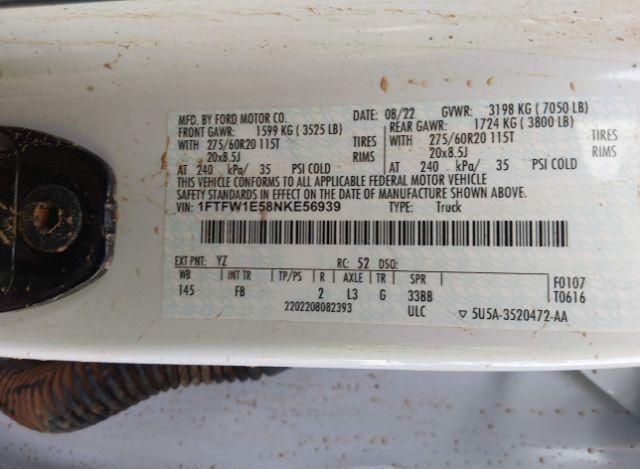 MFD. BY FORD MOTOR CO. DATE: 08/22 GVWR: 3198 KG ( 7050 LB)
FRONT GAWR: 1599 KG ( 3525 LB) REAR GAWR: 1724 KG ( 3800 LB)
WITH 275/60R20 115T TIRES WITH 275/60R20 115T TIRES
20x8.5J RIMS 20x8.5J RIMS
AT 240 kPa/ 35 PSI COLD AT 240 kPa/ 35 PSI COLD
THIS VEHICLE CONFORMS TO ALL APPLICABLE FEDERAL MOTOR VEHICLE
SAFETY STANDARDS IN EFFECT ON THE DATE OF MANUFACTURE SHOWN ABOVE.
VIN: 1FTFW1E58NKE56939 TYPE: Truck
EXT PNT: YZ RC: 52 DSO:
WB INT TR TP/PS R AXLE TR SPR F0107
145 FB 2 L3 G 33BB T0616
2202208082393 ULC ▽ 5U5A-3520472-AA